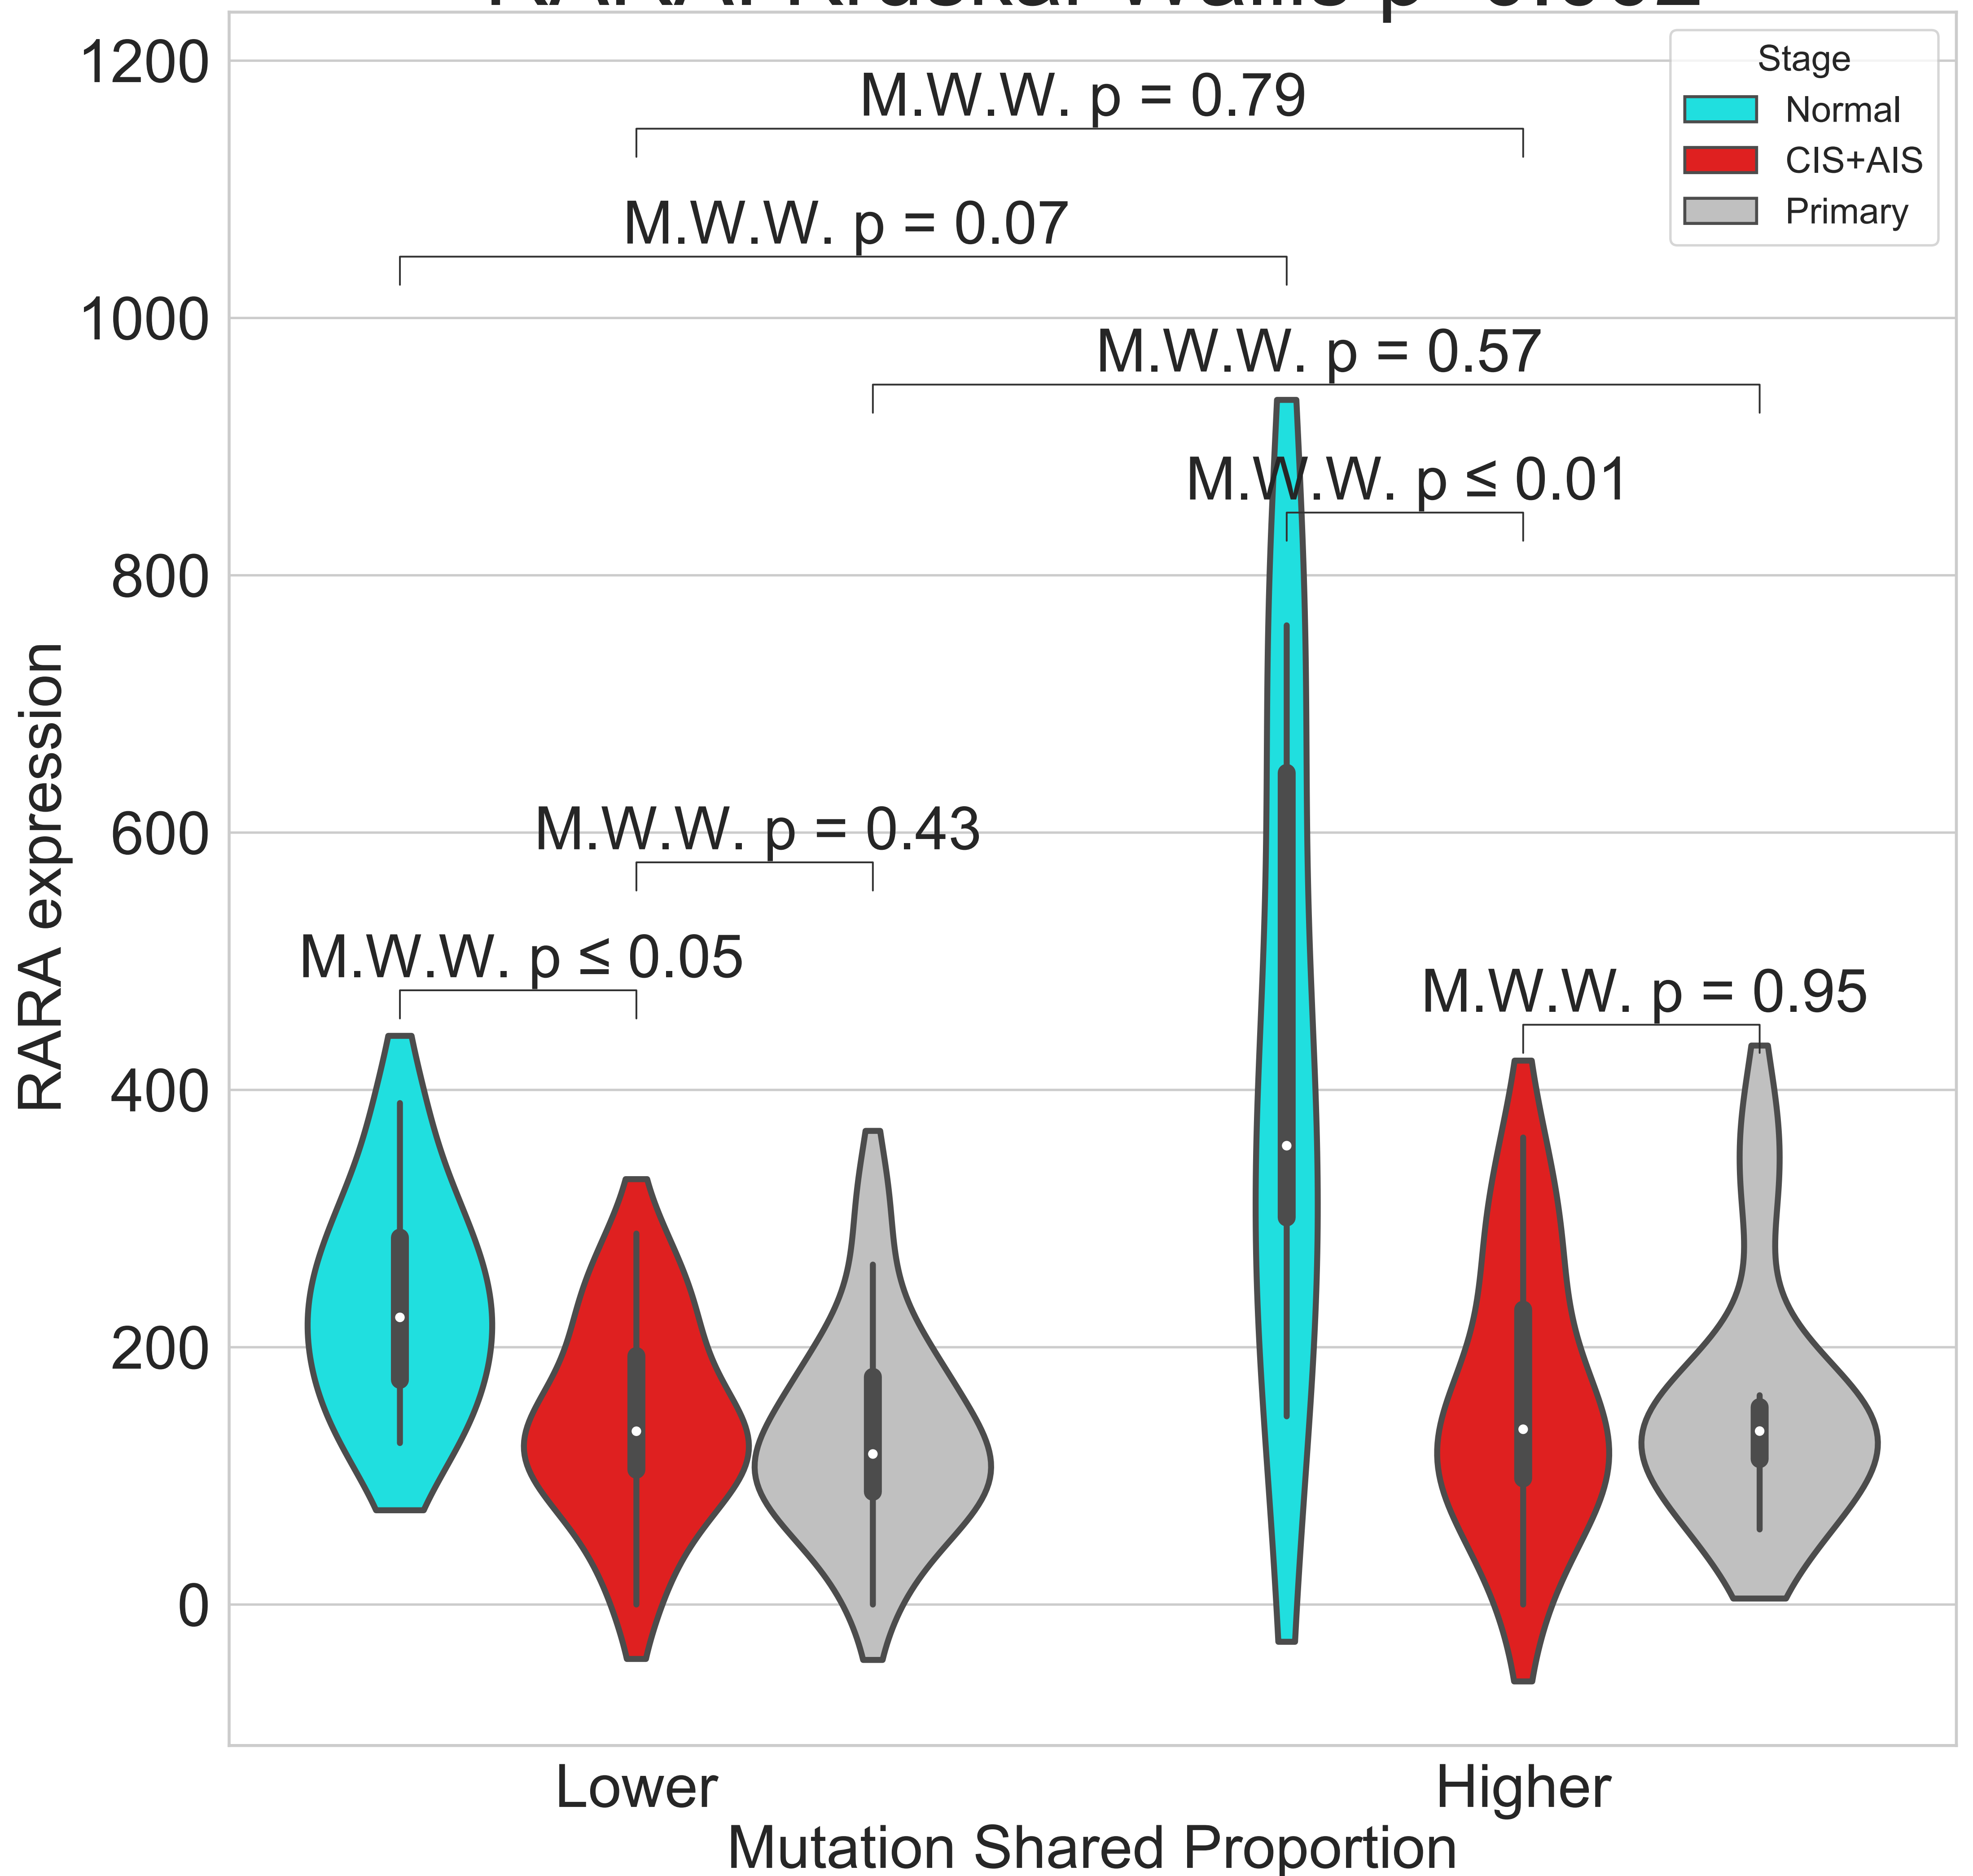 1200
1000
800
600
400
200
0
RARA expression
M.W.W. p = 0.79
M.W.W. p = 0.07
M.W.W. p = 0.57
M.W.W. p ≤ 0.01
M.W.W. p = 0.43
M.W.W. p ≤ 0.05
M.W.W. p = 0.95
Stage
Normal
CIS+AIS
Primary
Lower
Higher
Mutation Shared Proportion